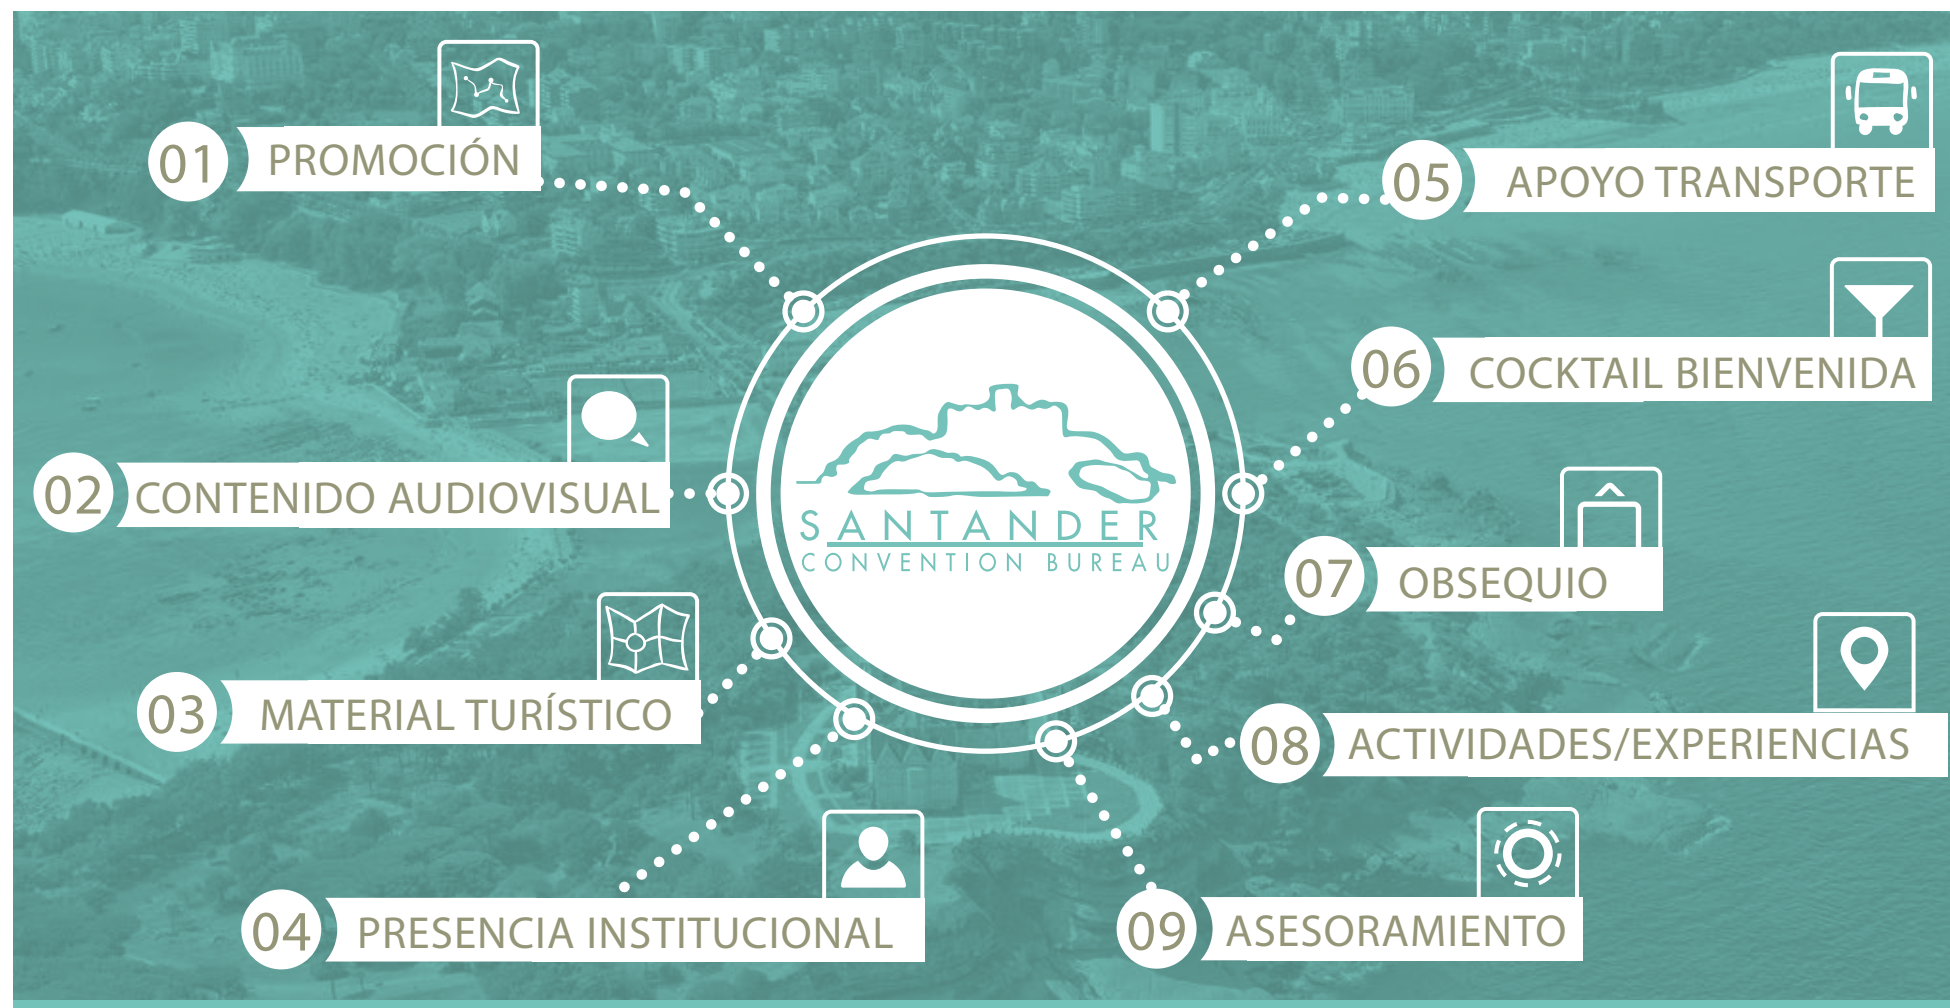 01 PROMOCIÓN
02 CONTENIDO AUDIOVISUAL
03 MATERIAL TURÍSTICO
04 PRESENCIA INSTITUCIONAL
SANTANDER
CONVENTION BUREAU
05 APOYO TRANSPORTE
06 COCKTAIL BIENVENIDA
07 OBSEQUIO
08 ACTIVIDADES/EXPERIENCIAS
09 ASESORAMIENTO